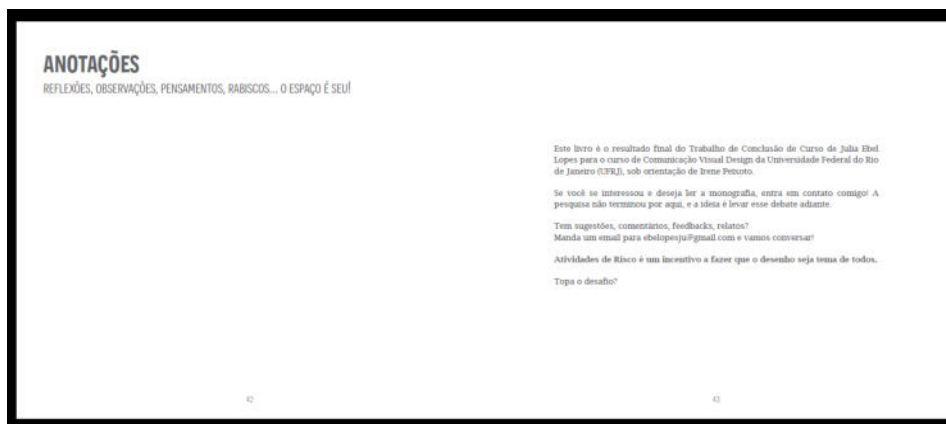 ANOTAÇÕES
REFLEXÕES, OBSERVAÇÕES, PENSAMENTOS, RABISCOS... O ESPAÇO É SEU!
Este livro é o resultado final do Trabalho de Conclusão de Curso de Julia Ebel
Lopes para o curso de Comunicação Visual Design da Universidade Federal do Rio
de Janeiro (UFRJ), sob orientação de Irene Peixoto.
Se você se interessou e deseja ler a monografia, entra em contato comigo! A
pesquisa não terminou por aqui, e a ideia é levar esse debate adiante.
Tem sugestões, comentários, feedbacks, relatos?
Manda um email para ebelopesju@gmail.com e vamos conversar!
Atividades de Risco é um incentivo a fazer que o desenho seja tema de todos.
Topa o desafio?
42
43